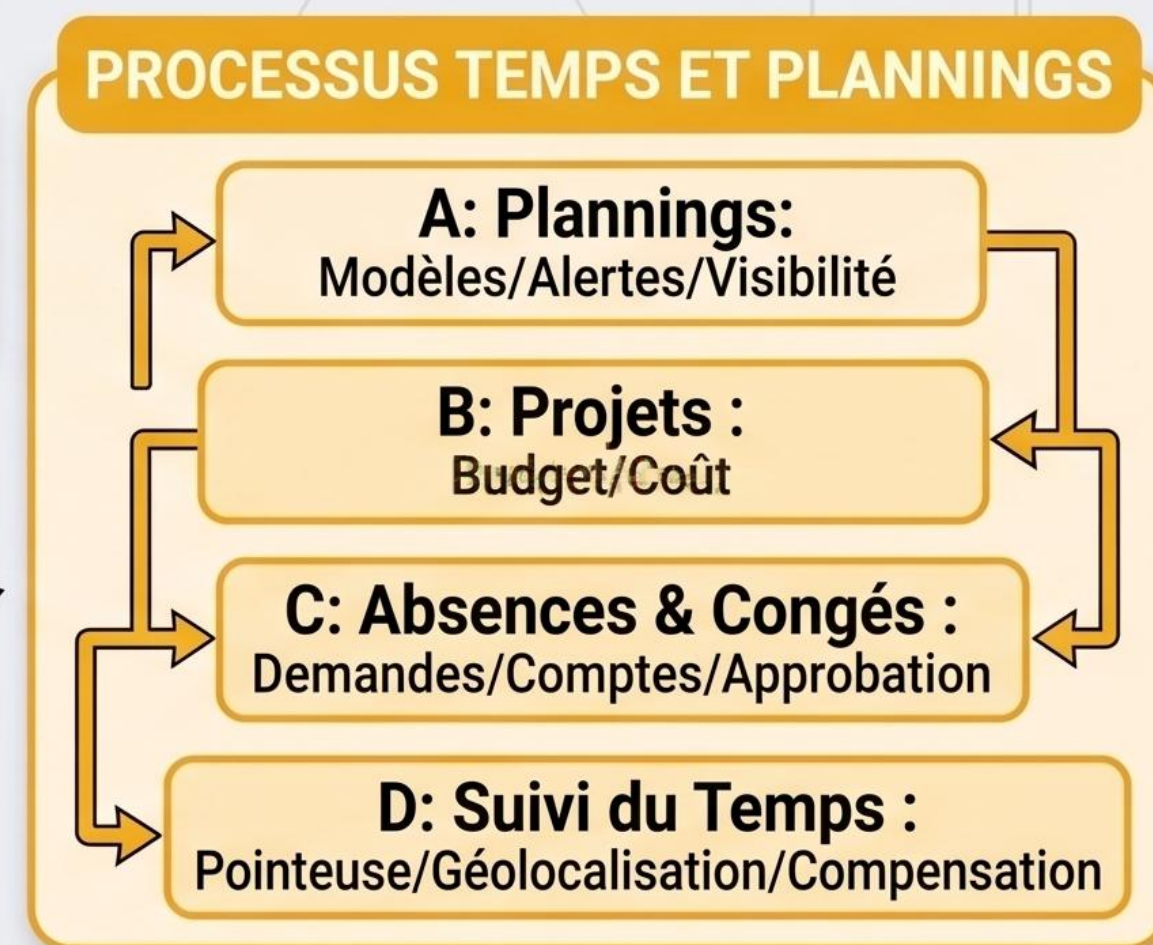 PROCESSUS TEMPS ET PLANNINGS
A: Plannings:
Modèles/Alertes/Visibilité
B: Projets :
Budget/Coût
C: Absences & Congés :
Demandes/Comptes/Approbation
D: Suivi du Temps :
Pointeuse/Géolocalisation/Compensation